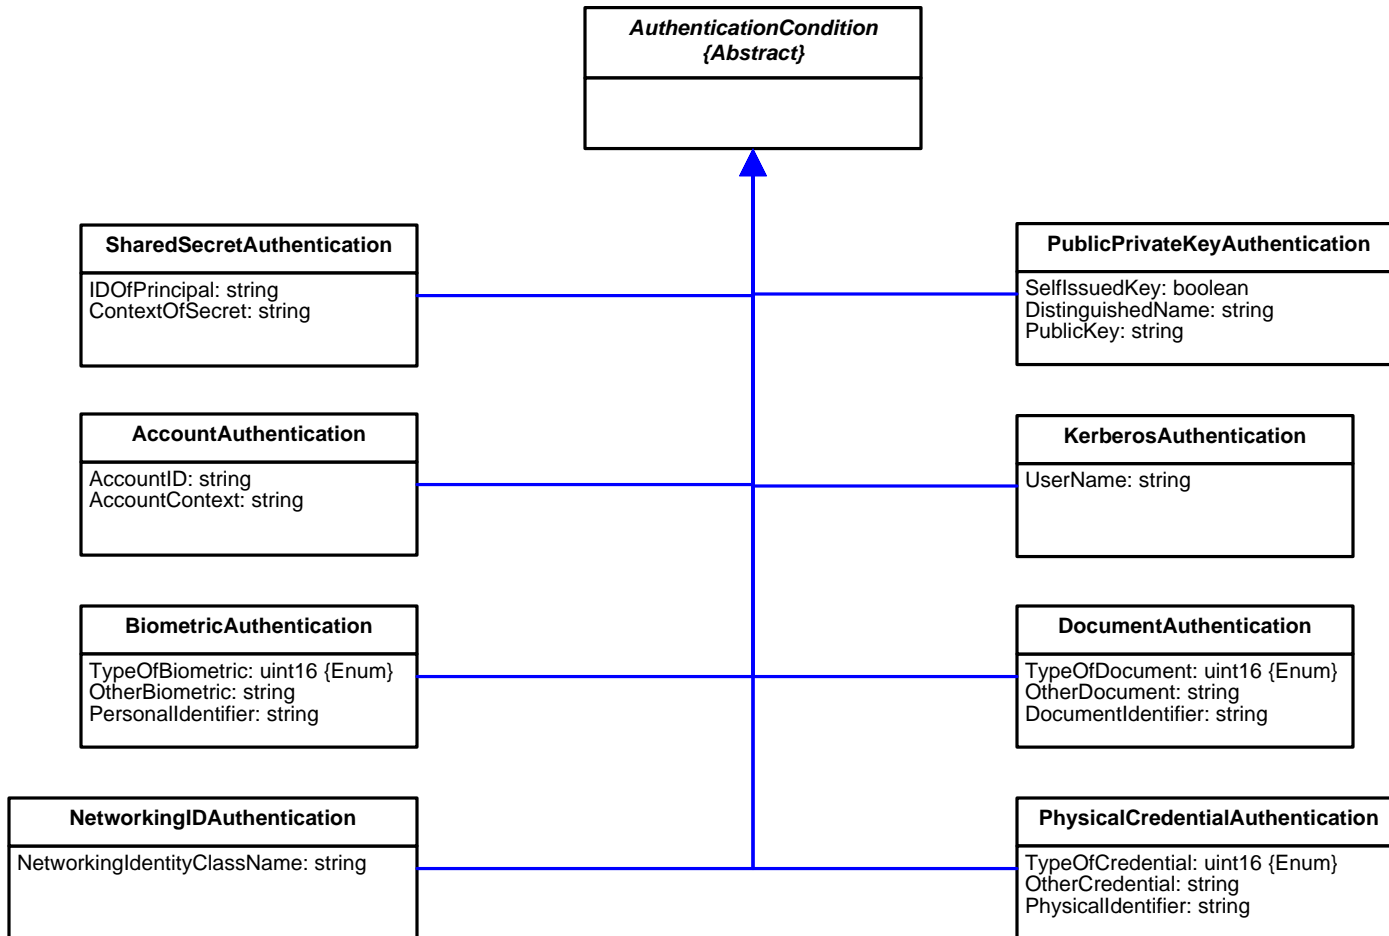 AuthenticationCondition
{Abstract}
SharedSecretAuthentication
IDOfPrincipal: string
ContextOfSecret: string
PublicPrivateKeyAuthentication
SelfIssuedKey: boolean
DistinguishedName: string
PublicKey: string
AccountAuthentication
AccountID: string
AccountContext: string
KerberosAuthentication
UserName: string
BiometricAuthentication
TypeOfBiometric: uint16 {Enum}
OtherBiometric: string
PersonalIdentifier: string
DocumentAuthentication
TypeOfDocument: uint16 {Enum}
OtherDocument: string
DocumentIdentifier: string
NetworkingIDAuthentication
NetworkingIdentityClassName: string
PhysicalCredentialAuthentication
TypeOfCredential: uint16 {Enum}
OtherCredential: string
PhysicalIdentifier: string